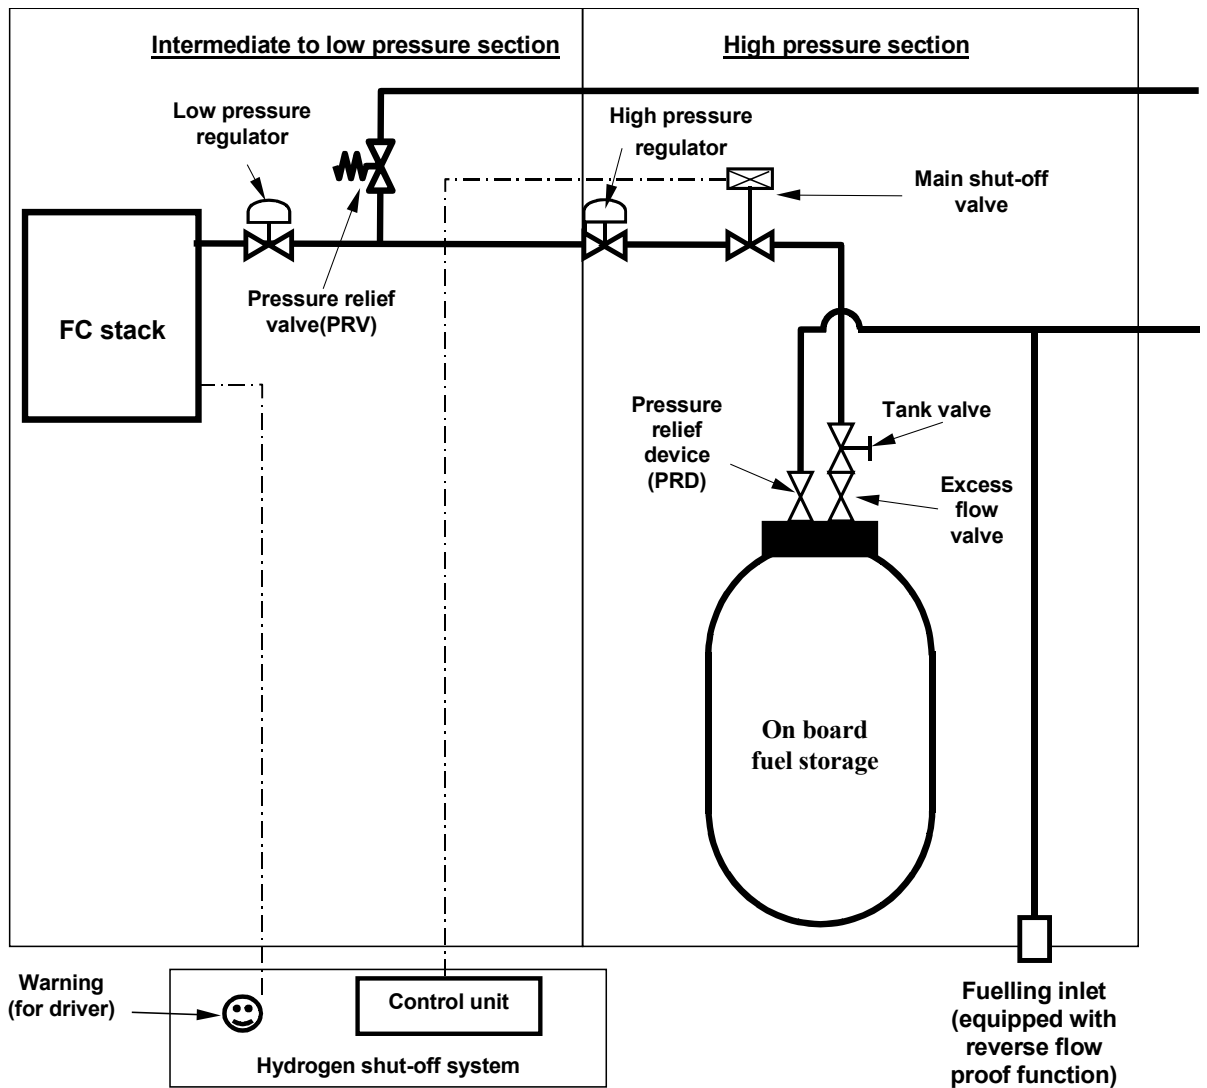 Intermediate to low pressure section
High pressure section
Low pressure
regulator
High pressure
regulator
Main shut-off
valve
Pressure relief
valve(PRV)
FC stack
Pressure
relief
device
(PRD)
Tank valve
Excess
flow
valve
On board
fuel storage
Warning
(for driver)
Control unit
Hydrogen shut-off system
Fuelling inlet
(equipped with
reverse flow
proof function)